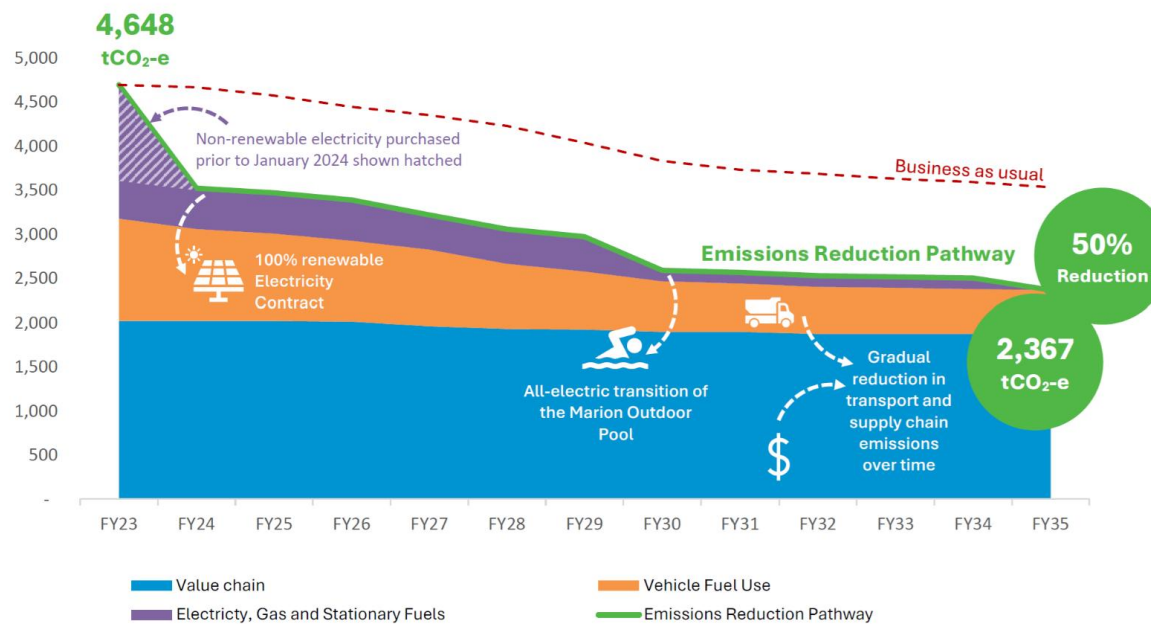 4,648
tCO₂-e
5,000
4,500
4,000
3,500
3,000
2,500
2,000
1,500
1,000
500
-
Non-renewable electricity purchased
prior to January 2024 shown hatched
Business as usual
100% renewable
Electricity
Contract
Emissions Reduction Pathway
50%
Reduction
2,367
tCO₂-e
All-electric transition of
the Marion Outdoor
Pool
$
Gradual
reduction in
transport and
supply chain
emissions
over time
FY23 FY24 FY25 FY26 FY27 FY28 FY29 FY30 FY31 FY32 FY33 FY34 FY35
Value chain
Vehicle Fuel Use
Electricty, Gas and Stationary Fuels
Emissions Reduction Pathway